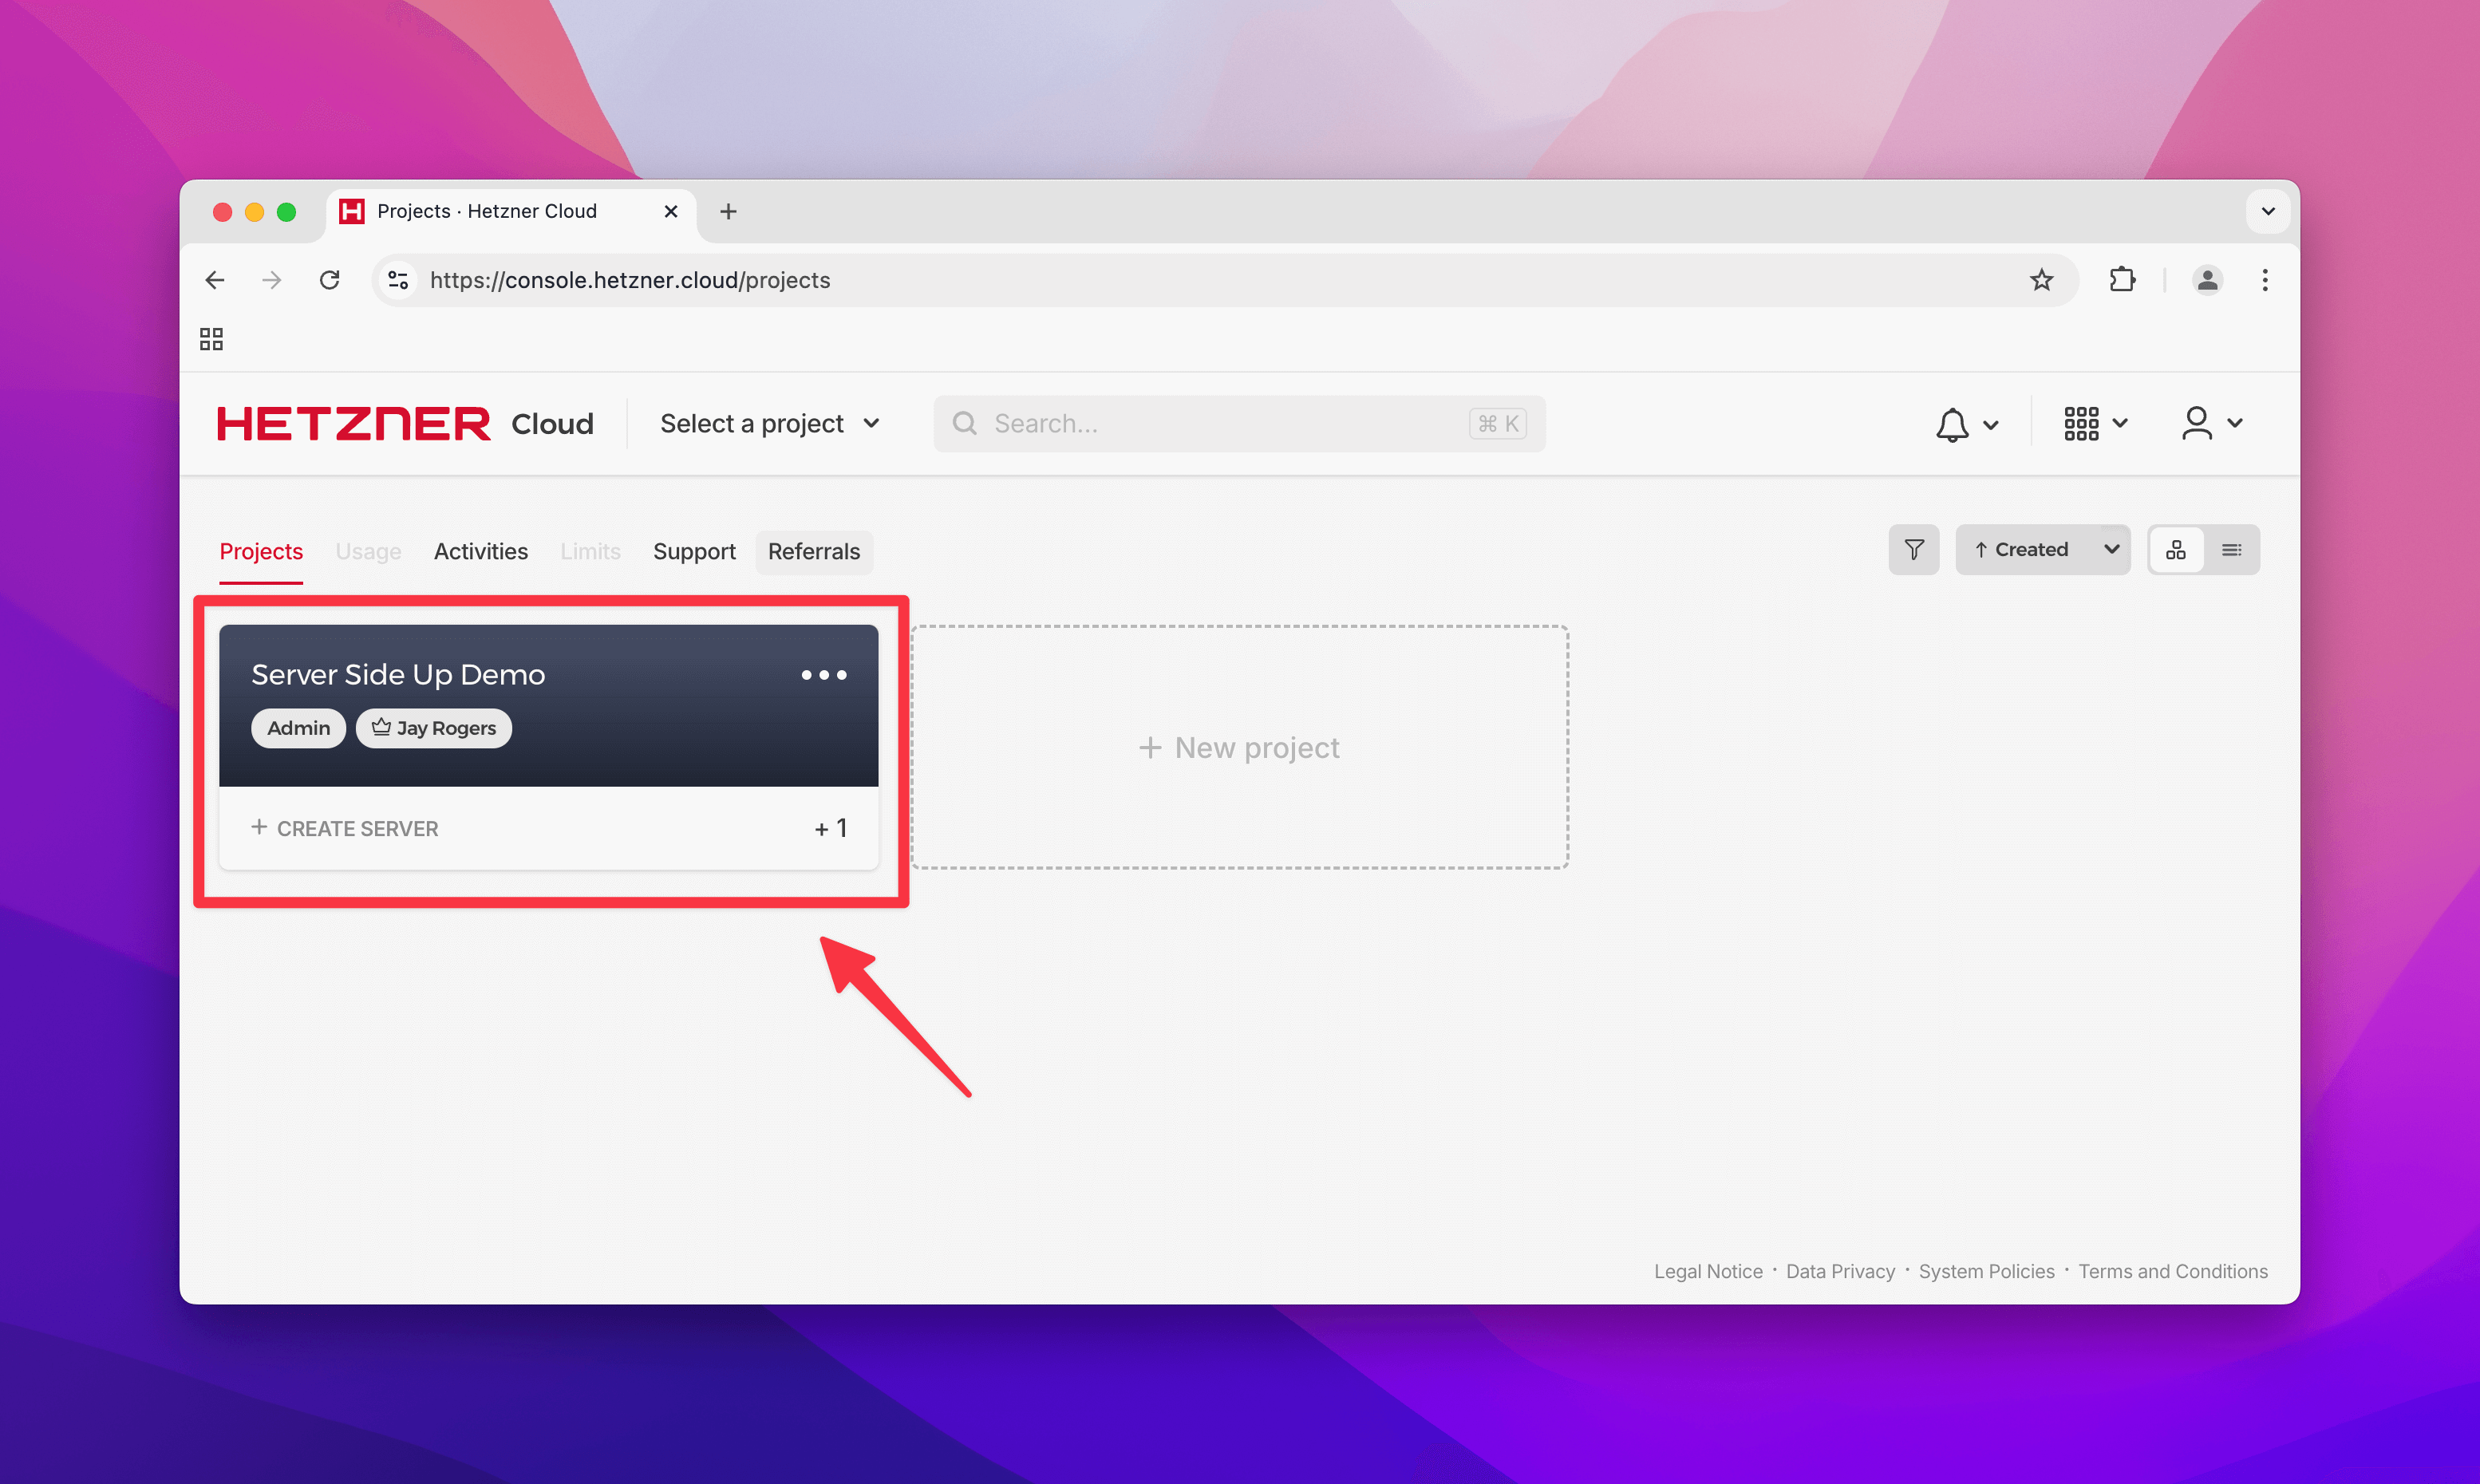 Projects · Hetzner Cloud
https://console.hetzner.cloud/projects
HETZNER Cloud
Select a project
Search...
⌘ K
Projects Usage Activities Limits Support Referrals
↑ Created
Server Side Up Demo
Admin Jay Rogers
+ CREATE SERVER
+ 1
+ New project
Legal Notice · Data Privacy · System Policies · Terms and Conditions